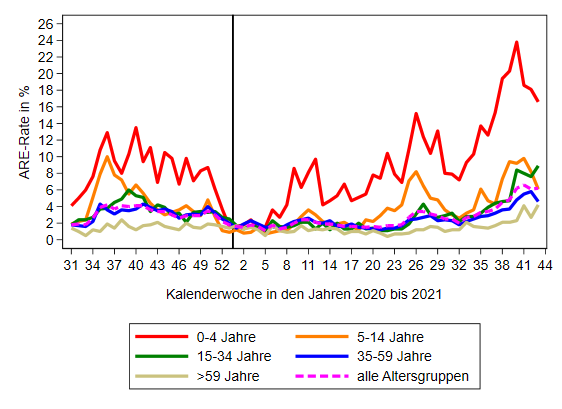 ARE-Rate in %
26
24
22
20
18
16
14
12
10
8
6
4
2
0
31 34 37 40 43 46 49 52 2 5 8 11 14 17 20 23 26 29 32 35 38 41 44
Kalenderwoche in den Jahren 2020 bis 2021
0-4 Jahre 5-14 Jahre
15-34 Jahre 35-59 Jahre
>59 Jahre alle Altersgruppen